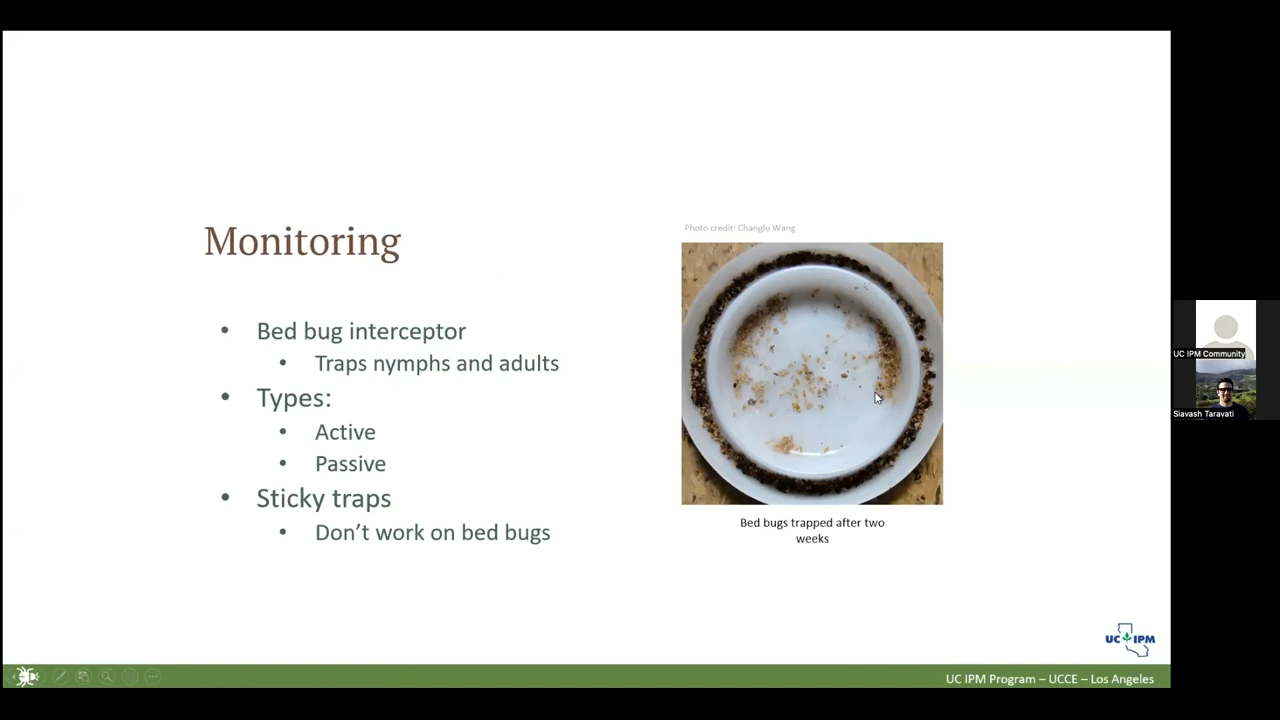 Monitoring
• Bed bug interceptor
• Traps nymphs and adults
• Types:
• Active
• Passive
• Sticky traps
• Don’t work on bed bugs
Photo credit: Changlu Wang
Bed bugs trapped after two
weeks
UC IPM
UC IPM Program – UCCE – Los Angeles
UC IPM Community
Siavash Taravati